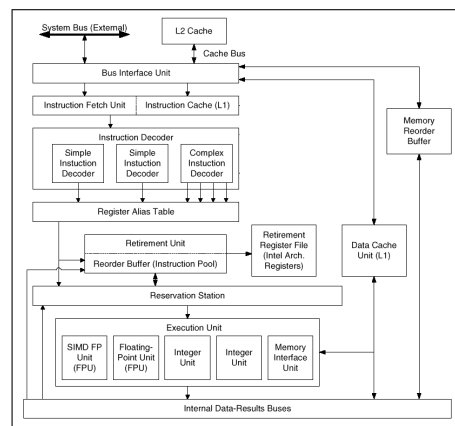 System Bus (External)
L2 Cache
Cache Bus
Bus Interface Unit
Instruction Fetch Unit
Instruction Cache (L1)
Memory
Reorder
Buffer
Instruction Decoder
Simple
Instuction
Decoder
Simple
Instuction
Decoder
Complex
Instuction
Decoder
Register Alias Table
Retirement Unit
Reorder Buffer (Instruction Pool)
Retirement
Register File
(Intel Arch.
Registers)
Data Cache
Unit (L1)
Reservation Station
Execution Unit
SIMD FP
Unit
(FPU)
Floating-
Point Unit
(FPU)
Integer
Unit
Integer
Unit
Memory
Interface
Unit
Internal Data-Results Buses